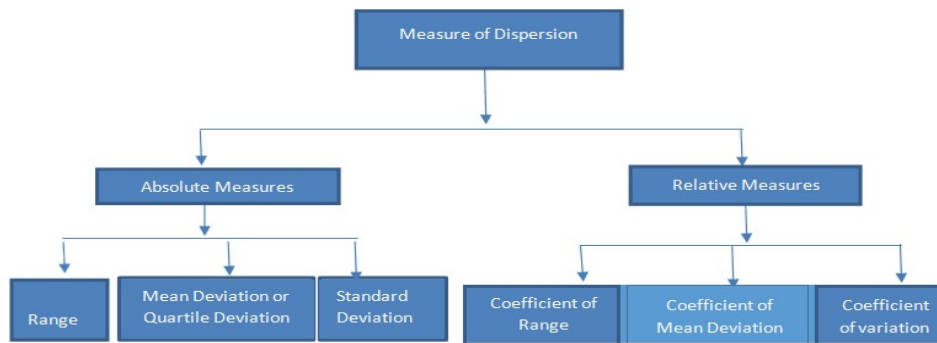 Measure of Dispersion
Absolute Measures
Relative Measures
Range
Mean Deviation or
Quartile Deviation
Standard
Deviation
Coefficient of
Range
Coefficient of
Mean Deviation
Coefficient
of variation